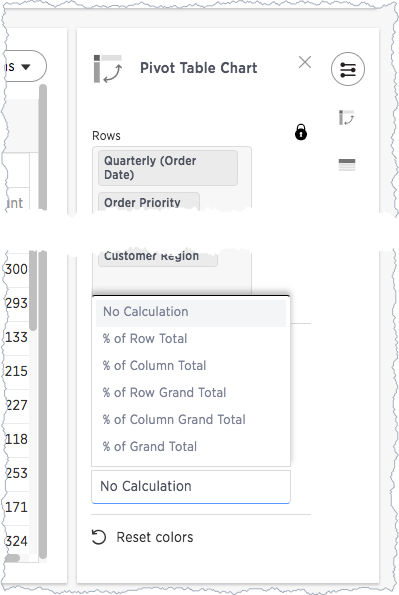 Pivot Table Chart
Rows
Quarterly (Order
Date)
Order Priority
Customer Region
300
293
133
215
227
118
253
171
324
No Calculation
% of Row Total
% of Column Total
% of Row Grand Total
% of Column Grand Total
% of Grand Total
No Calculation
Reset colors